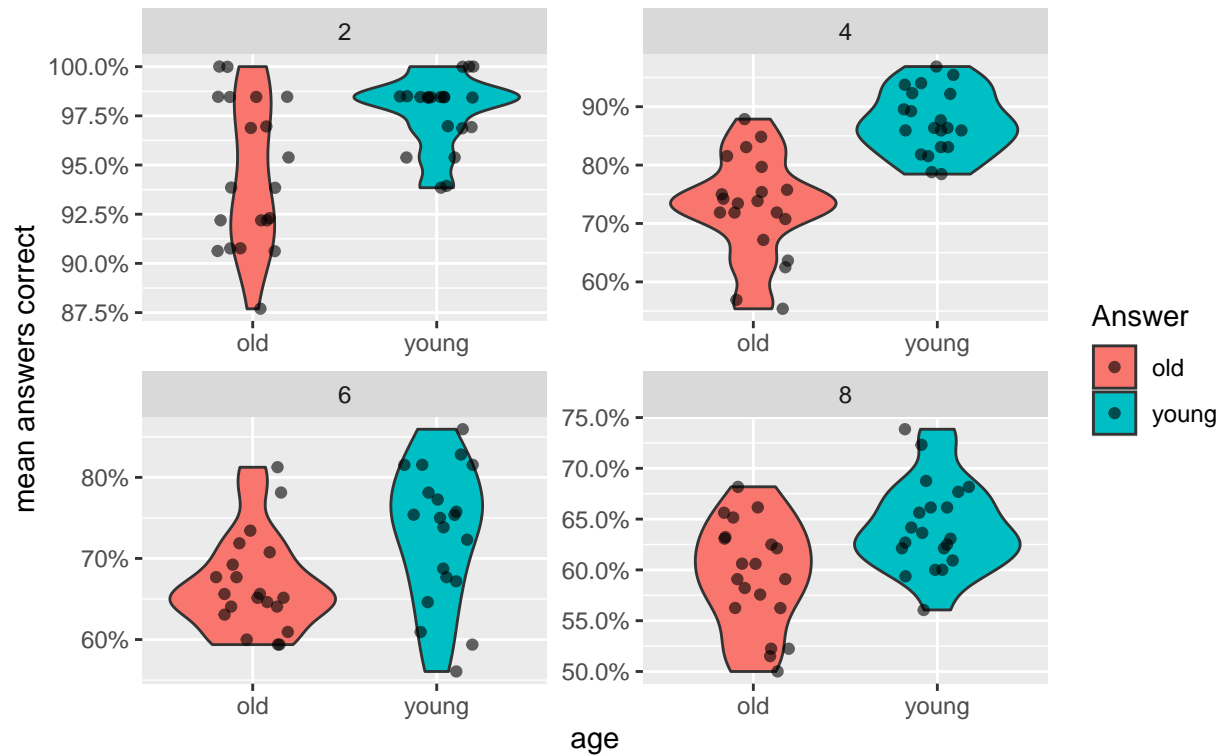 2
100.0%
97.5%
95.0%
92.5%
90.0%
87.5%
old young
4
90%
80%
70%
60%
old young
6
80%
70%
60%
old young
8
75.0%
70.0%
65.0%
60.0%
55.0%
50.0%
old young
mean answers correct
age
Answer
old
young